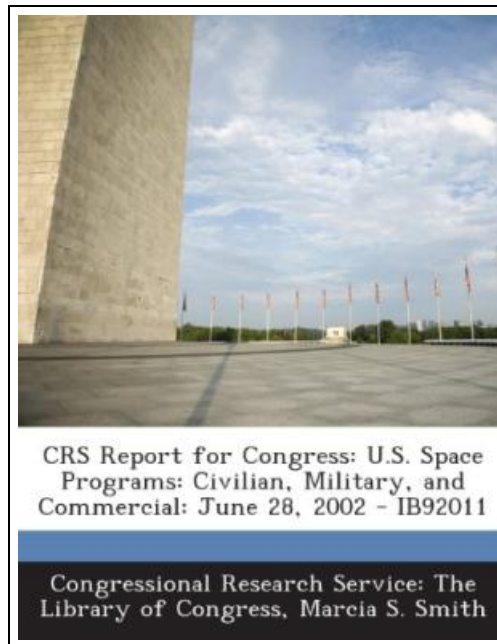 CRS Report for Congress: U.S. Space
Programs: Civilian, Military, and
Commercial: June 28, 2002 - IB92011
Congressional Research Service: The
Library of Congress, Marcia S. Smith